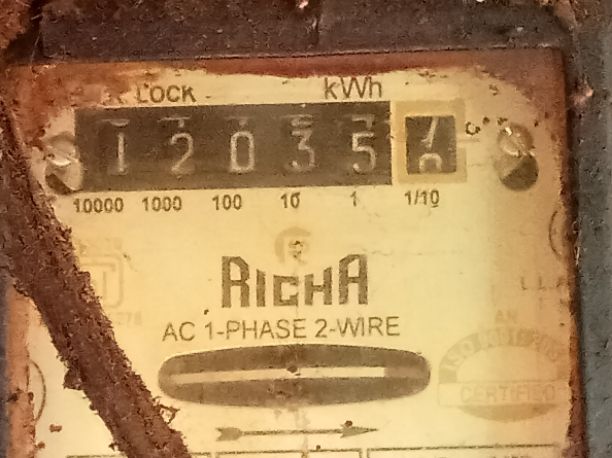 LOCK kWh
1 2 0 3 5
10000 1000 100 10 1 1/10
R
RICHA
AC 1-PHASE 2-WIRE
CERTIFIED